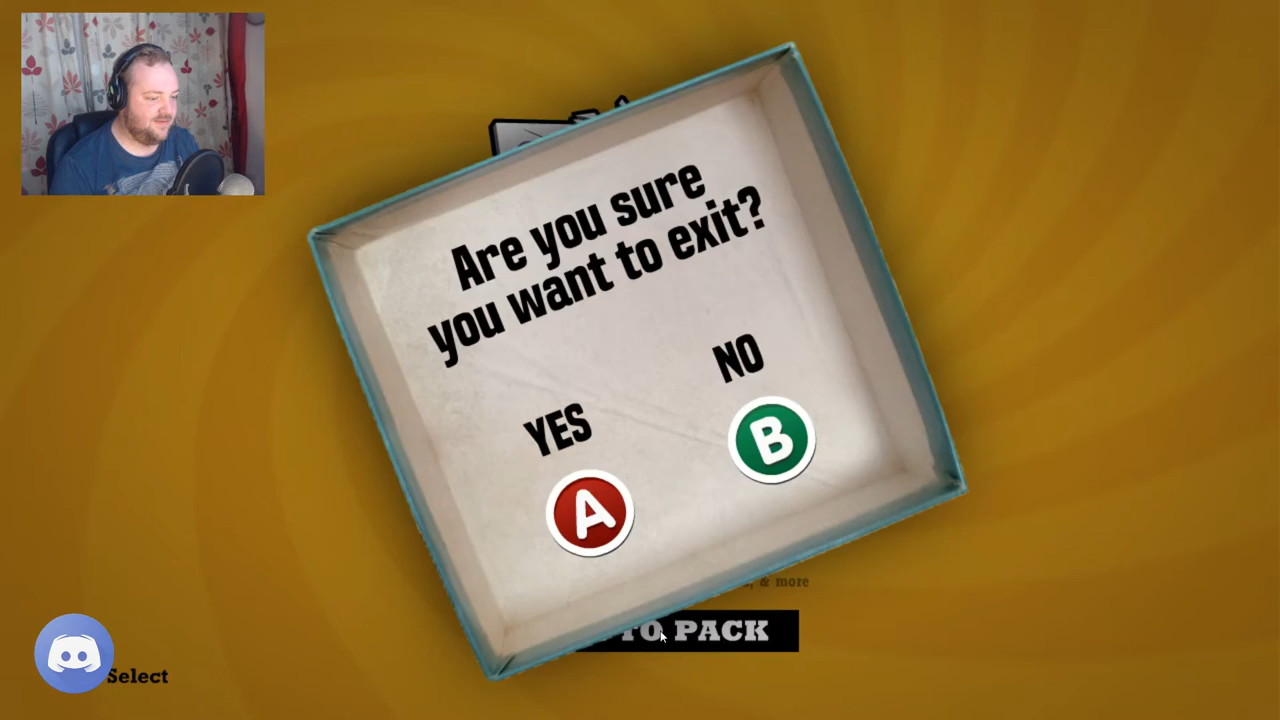 Are you sure
you want to exit?
NO
YES
B
A
& more
TO PACK
Select